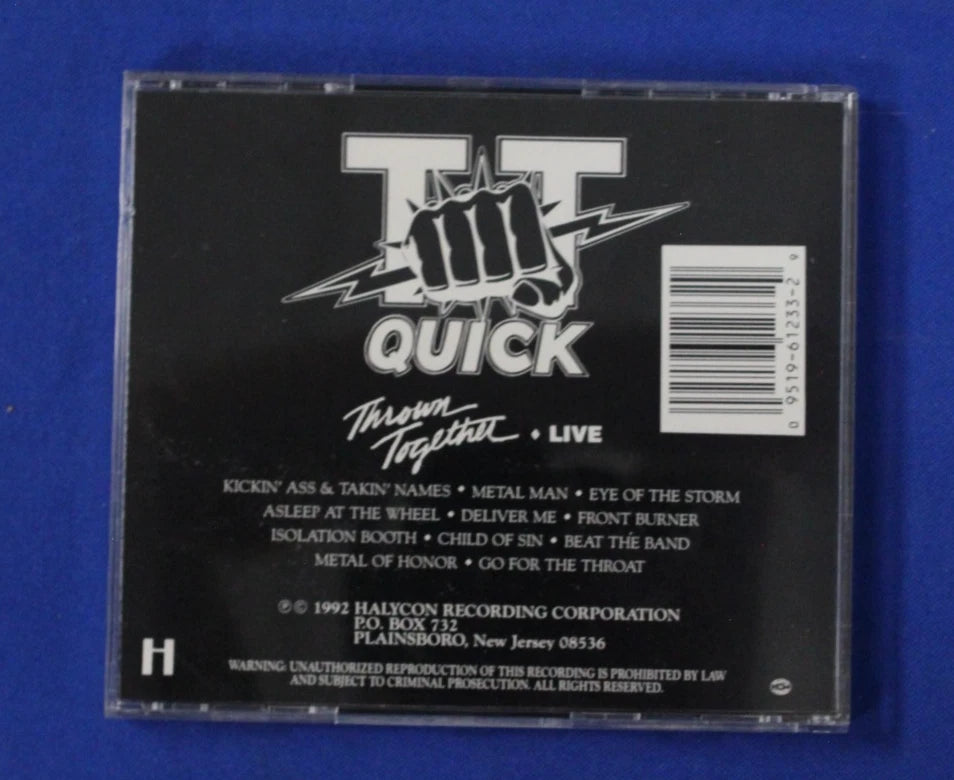 TT
QUICK
Thrown
Together • LIVE
KICKIN' ASS & TAKIN' NAMES • METAL MAN • EYE OF THE STORM
ASLEEP AT THE WHEEL • DELIVER ME • FRONT BURNER
ISOLATION BOOTH • CHILD OF SIN • BEAT THE BAND
METAL OF HONOR • GO FOR THE THROAT
℗© 1992 HALYCON RECORDING CORPORATION
P.O. BOX 732
PLAINSBORO, New Jersey 08536
H
WARNING: UNAUTHORIZED REPRODUCTION OF THIS RECORDING IS PROHIBITED BY LAW
AND SUBJECT TO CRIMINAL PROSECUTION. ALL RIGHTS RESERVED.
0 9519-61233-2 9